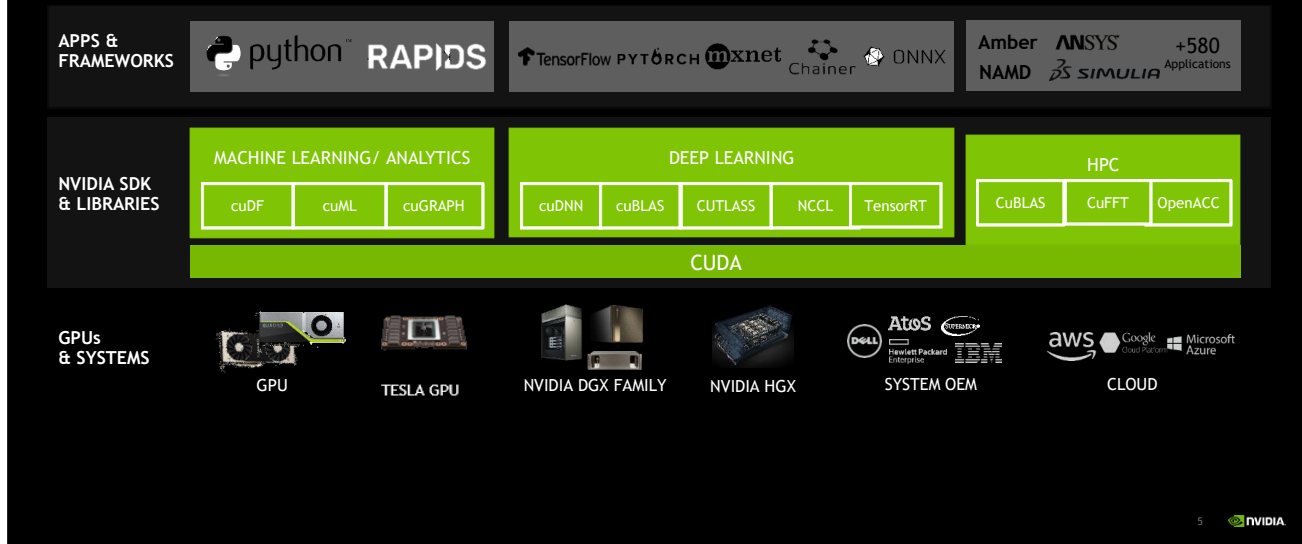 APPS &
FRAMEWORKS
python™
RAPIDS
TensorFlow
PYTORCH
mxnet
Chainer
ONNX
Amber
ANSYS
NAMD
SIMULIA
+580
Applications
NVIDIA SDK
& LIBRARIES
MACHINE LEARNING/ ANALYTICS
cuDF
cuML
cuGRAPH
DEEP LEARNING
cuDNN
cuBLAS
CUTLASS
NCCL
TensorRT
HPC
CuBLAS
CuFFT
OpenACC
CUDA
GPUs
& SYSTEMS
QUADRO
GPU
TESLA GPU
NVIDIA DGX FAMILY
NVIDIA HGX
DELL
Atos
SUPERMICRO
Hewlett Packard
Enterprise
IBM
SYSTEM OEM
aws
Google
Cloud Platform
Microsoft
Azure
CLOUD
5
NVIDIA.